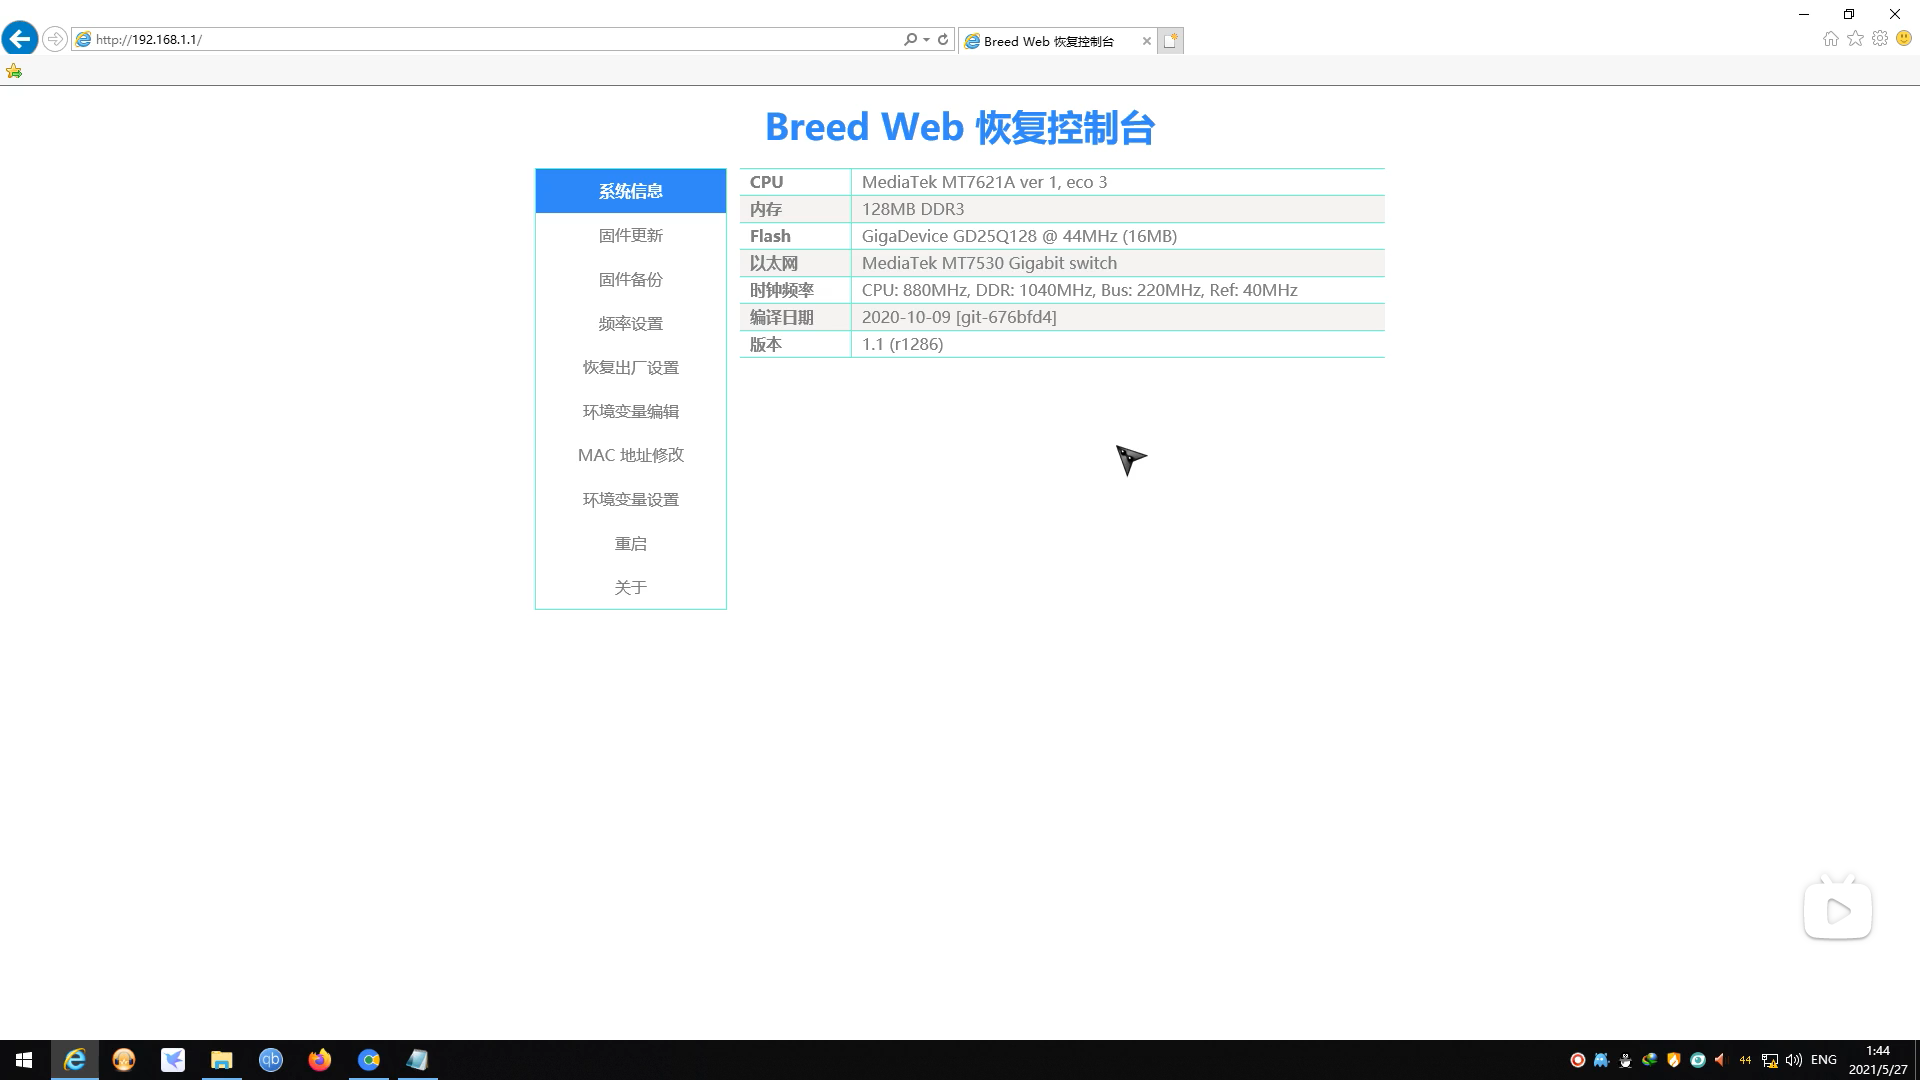 http://192.168.1.1/
Breed Web 恢复控制台
Breed Web 恢复控制台
系统信息
固件更新
固件备份
频率设置
恢复出厂设置
环境变量编辑
MAC 地址修改
环境变量设置
重启
关于
CPU MediaTek MT7621A ver 1, eco 3
内存 128MB DDR3
Flash GigaDevice GD25Q128 @ 44MHz (16MB)
以太网 MediaTek MT7530 Gigabit switch
时钟频率 CPU: 880MHz, DDR: 1040MHz, Bus: 220MHz, Ref: 40MHz
编译日期 2020-10-09 [git-676bfd4]
版本 1.1 (r1286)
qb
44
ENG
1:44
2021/5/27